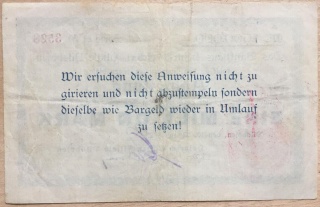 Wir ersuchen diese Anweisung nicht zu
girieren und nicht abzustempeln sondern
dieselbe wie Bargeld wieder in Umlauf
zu setzen!